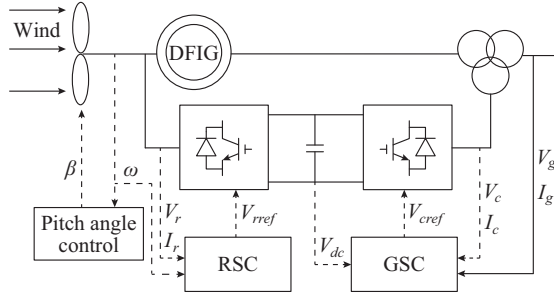 Wind
DFIG
β
ω
V_r
I_r
V_rref
V_dc
V_cref
V_c
I_c
V_g
I_g
Pitch angle
control
RSC
GSC